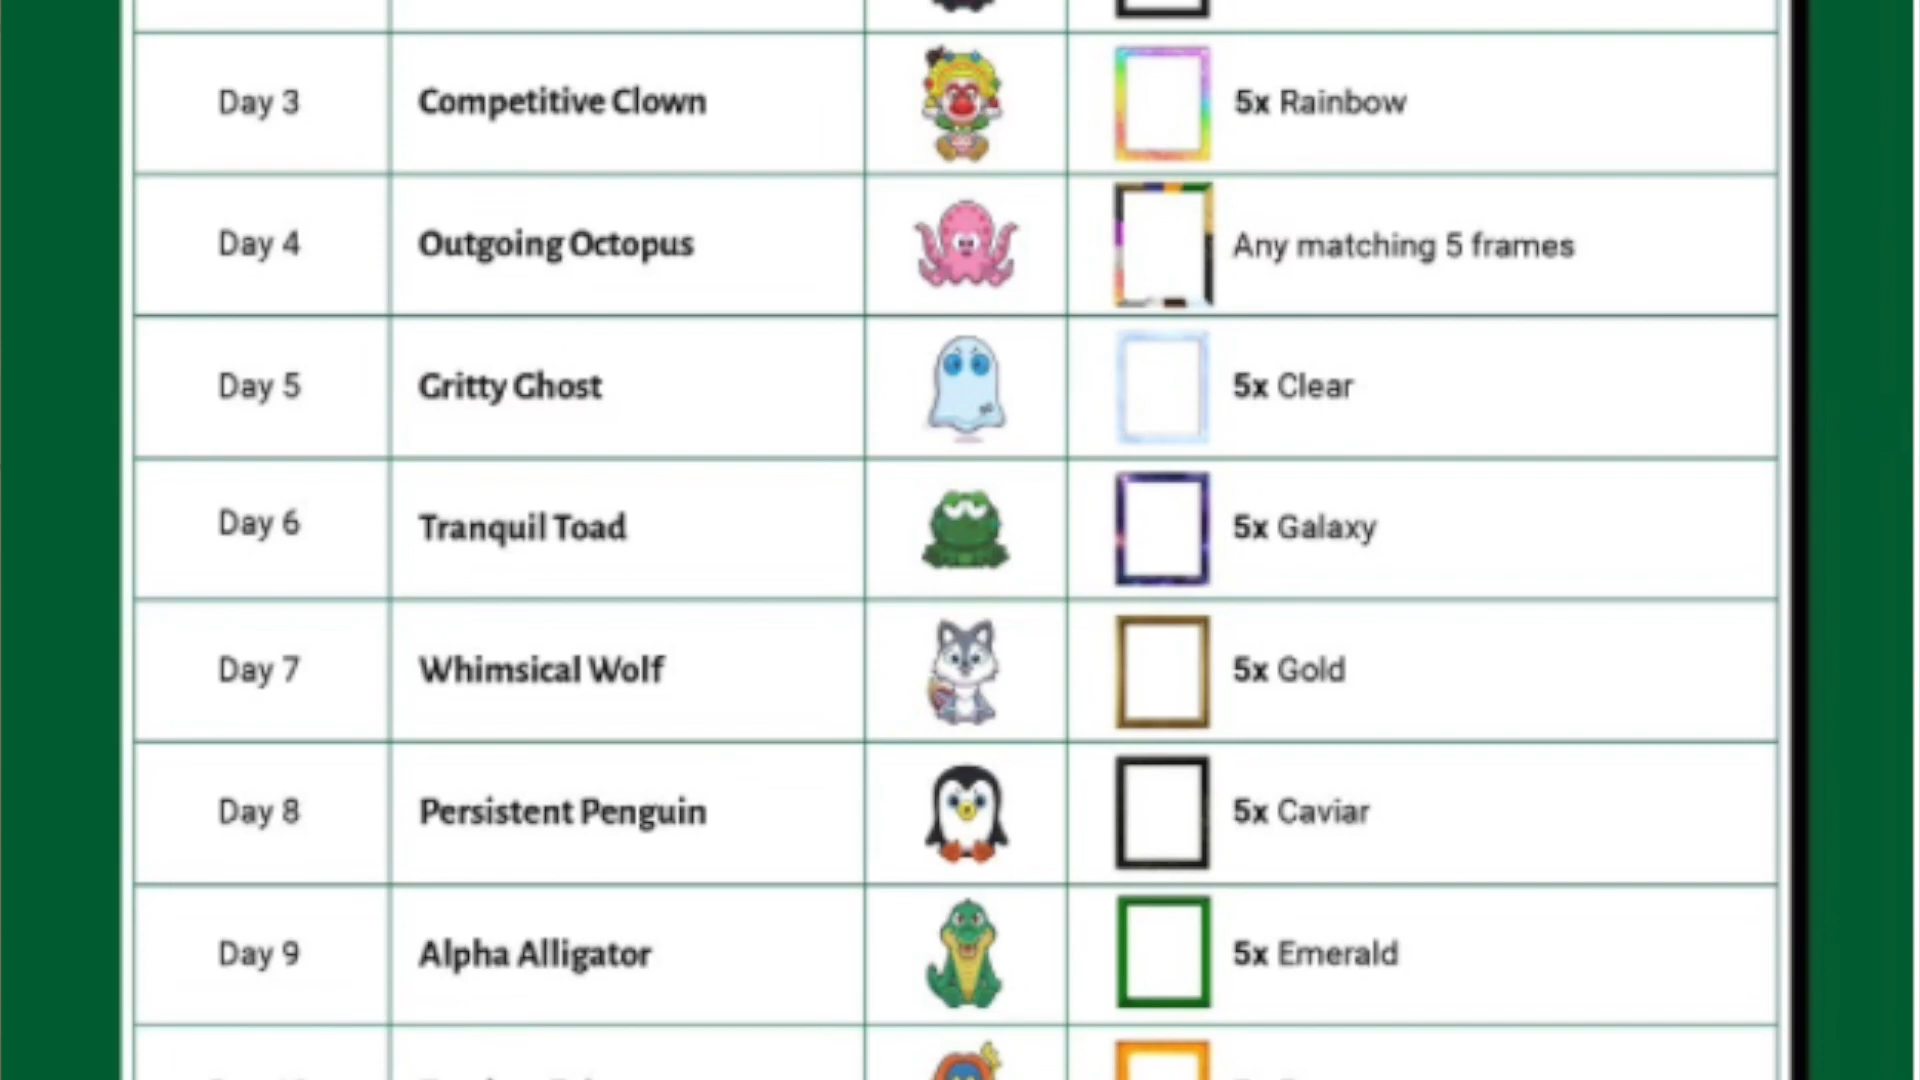 Day 3 Competitive Clown 5x Rainbow
Day 4 Outgoing Octopus Any matching 5 frames
Day 5 Gritty Ghost 5x Clear
Day 6 Tranquil Toad 5x Galaxy
Day 7 Whimsical Wolf 5x Gold
Day 8 Persistent Penguin 5x Caviar
Day 9 Alpha Alligator 5x Emerald